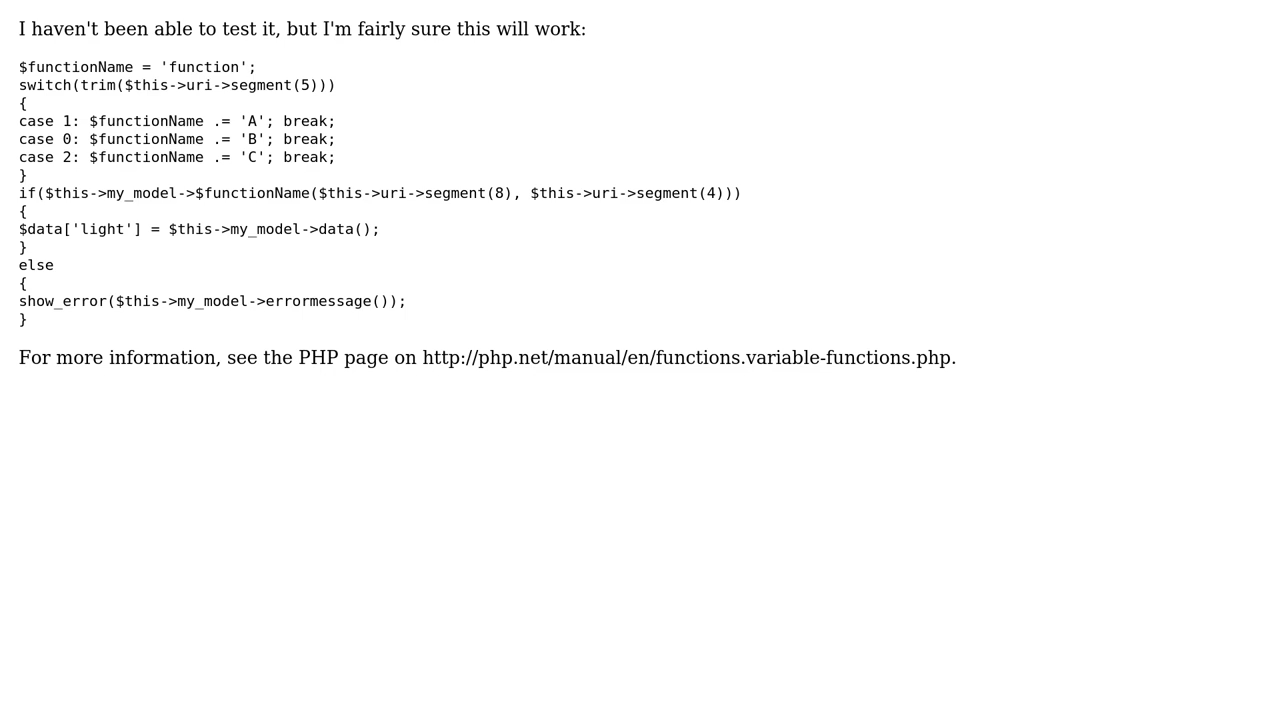 I haven't been able to test it, but I'm fairly sure this will work:
$functionName = 'function';
switch(trim($this->uri->segment(5)))
{
case 1: $functionName .= 'A'; break;
case 0: $functionName .= 'B'; break;
case 2: $functionName .= 'C'; break;
}
if($this->my_model->$functionName($this->uri->segment(8), $this->uri->segment(4)))
{
$data['light'] = $this->my_model->data();
}
else
{
show_error($this->my_model->errormessage());
}
For more information, see the PHP page on http://php.net/manual/en/functions.variable-functions.php.